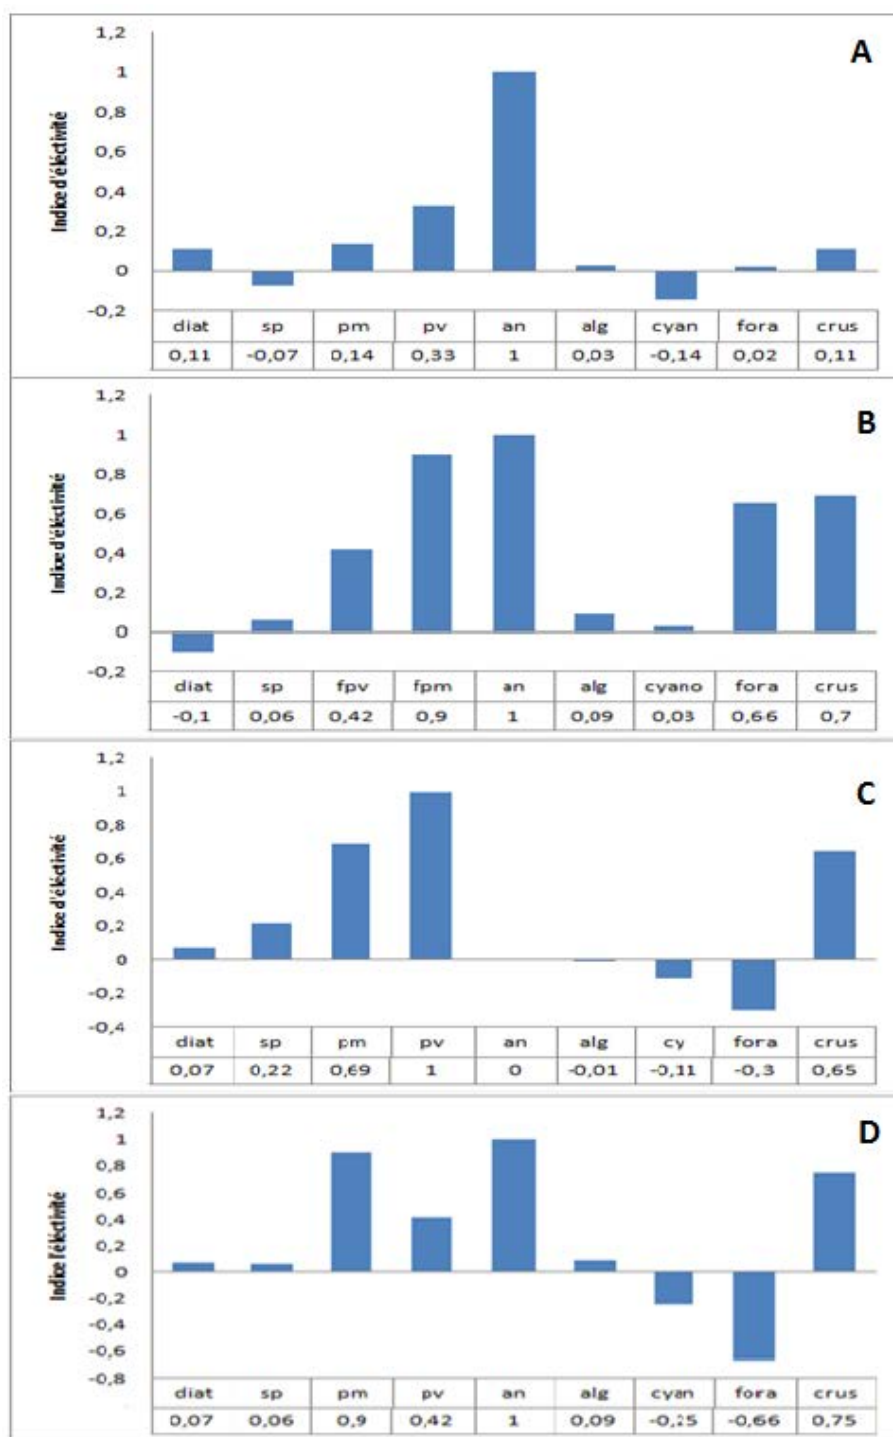 A
Indice d'éléctivité
1,2
1
0,8
0,6
0,4
0,2
0
-0,2
diat sp pm pv an alg cyan fora crus
0,11 -0,07 0,14 0,33 1 0,03 -0,14 0,02 0,11
B
Indice d'éléctivité
1,2
1
0,8
0,6
0,4
0,2
0
-0,2
diat sp fpv fpm an alg cyano fora crus
-0,1 0,06 0,42 0,9 1 0,09 0,03 0,66 0,7
C
Indice d'éléctivité
1,2
1
0,8
0,6
0,4
0,2
0
-0,2
-0,4
diat sp pm pv an alg cy fora crus
0,07 0,22 0,69 1 0 -0,01 -0,11 -0,3 0,65
D
Indice l'éléctivité
1,2
1
0,8
0,6
0,4
0,2
0
-0,2
-0,4
-0,6
-0,8
diat sp pm pv an alg cyan fora crus
0,07 0,06 0,9 0,42 1 0,09 -0,25 -0,66 0,75